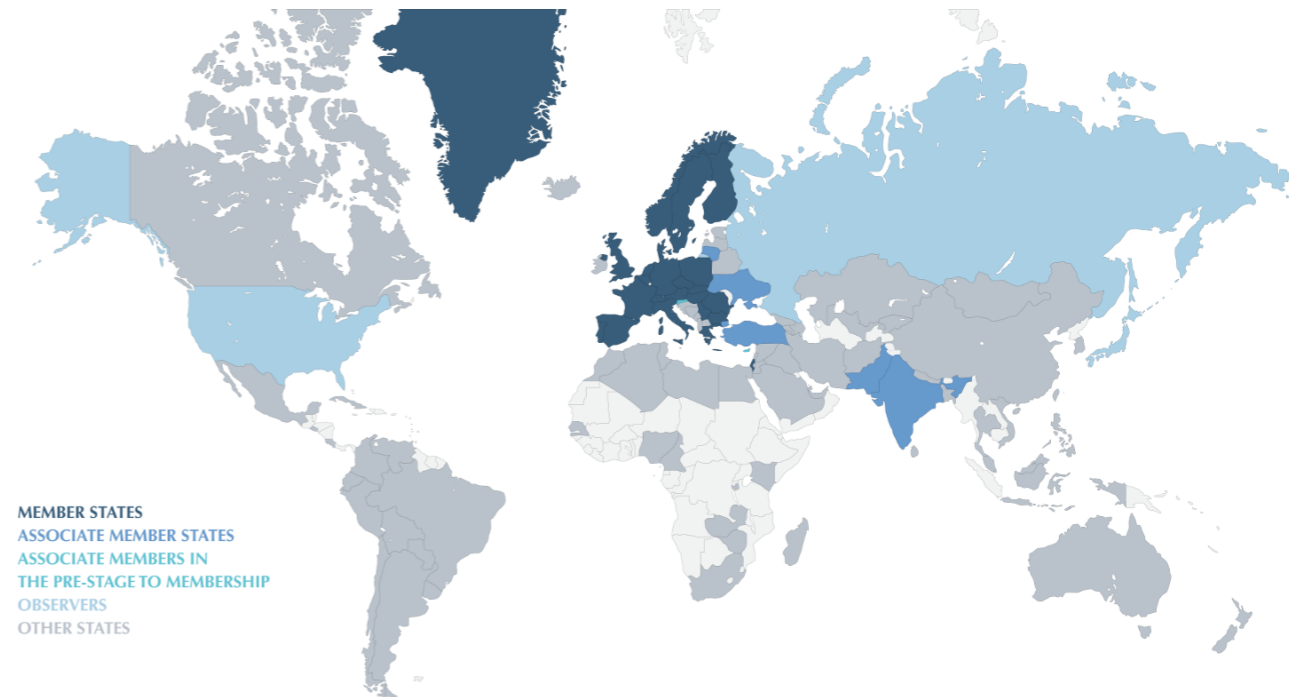 MEMBER STATES
ASSOCIATE MEMBER STATES
ASSOCIATE MEMBERS IN
THE PRE-STAGE TO MEMBERSHIP
OBSERVERS
OTHER STATES